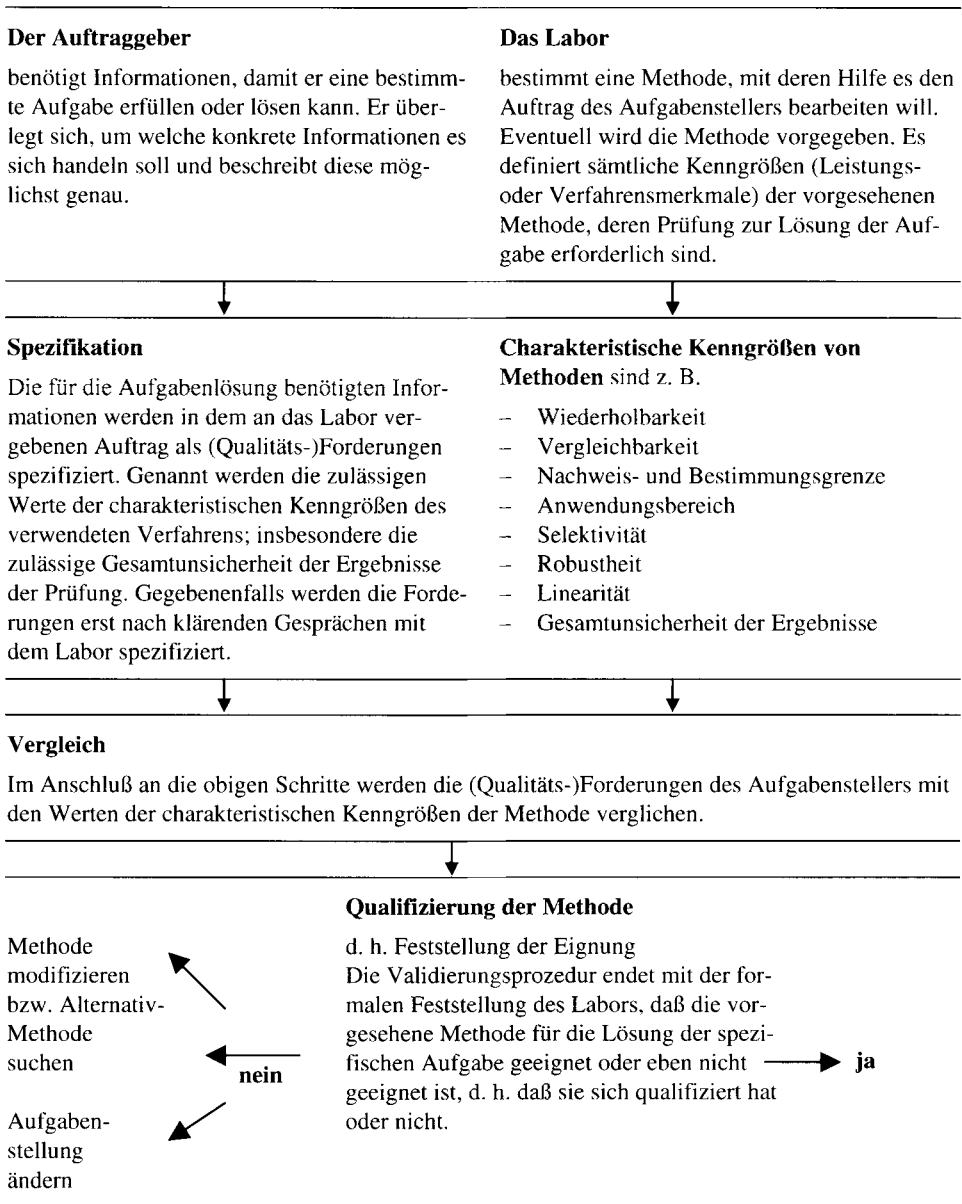 Der Auftraggeber
benötigt Informationen, damit er eine bestimm-
te Aufgabe erfüllen oder lösen kann. Er über-
legt sich, um welche konkrete Informationen es
sich handeln soll und beschreibt diese mög-
lichst genau.
Das Labor
bestimmt eine Methode, mit deren Hilfe es den
Auftrag des Aufgabenstellers bearbeiten will.
Eventuell wird die Methode vorgegeben. Es
definiert sämtliche Kenngrößen (Leistungs-
oder Verfahrensmerkmale) der vorgesehenen
Methode, deren Prüfung zur Lösung der Auf-
gabe erforderlich sind.
Spezifikation
Die für die Aufgabenlösung benötigten Infor-
mationen werden in dem an das Labor ver-
gebenen Auftrag als (Qualitäts-)Forderungen
spezifiziert. Genannt werden die zulässigen
Werte der charakteristischen Kenngrößen des
verwendeten Verfahrens; insbesondere die
zulässige Gesamtunsicherheit der Ergebnisse
der Prüfung. Gegebenenfalls werden die Forde-
rungen erst nach klärenden Gesprächen mit
dem Labor spezifiziert.
Charakteristische Kenngrößen von
Methoden sind z. B.
– Wiederholbarkeit
– Vergleichbarkeit
– Nachweis- und Bestimmungsgrenze
– Anwendungsbereich
– Selektivität
– Robustheit
– Linearität
– Gesamtunsicherheit der Ergebnisse
Vergleich
Im Anschluß an die obigen Schritte werden die (Qualitäts-)Forderungen des Aufgabenstellers mit
den Werten der charakteristischen Kenngrößen der Methode verglichen.
Qualifizierung der Methode
d. h. Feststellung der Eignung
Die Validierungsprozedur endet mit der for-
malen Feststellung des Labors, daß die vor-
gesehene Methode für die Lösung der spezi-
fischen Aufgabe geeignet oder eben nicht
geeignet ist, d. h. daß sie sich qualifiziert hat
oder nicht.
ja
nein
Methode
modifizieren
bzw. Alternativ-
Methode
suchen
Aufgaben-
stellung
ändern